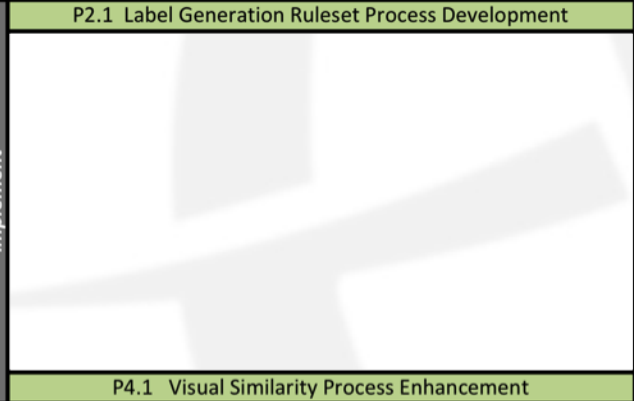 P2.1 Label Generation Ruleset Process Development
P4.1 Visual Similarity Process Enhancement